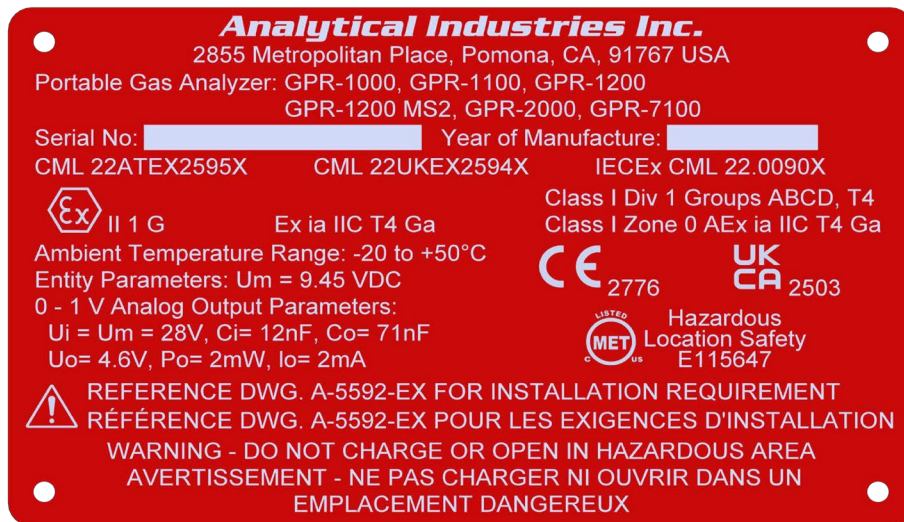 Analytical Industries Inc.
2855 Metropolitan Place, Pomona, CA, 91767 USA
Portable Gas Analyzer: GPR-1000, GPR-1100, GPR-1200
GPR-1200 MS2, GPR-2000, GPR-7100
Serial No: Year of Manufacture:
CML 22ATEX2595X CML 22UKEX2594X IECEx CML 22.0090X
Ex II 1 G Ex ia IIC T4 Ga
Class I Div 1 Groups ABCD, T4
Class I Zone 0 AEx ia IIC T4 Ga
Ambient Temperature Range: -20 to +50°C
Entity Parameters: Um = 9.45 VDC
0 - 1 V Analog Output Parameters:
Ui = Um = 28V, Ci= 12nF, Co= 71nF
Uo= 4.6V, Po= 2mW, Io= 2mA
CE 2776
UK
CA 2503
LISTED
MET
C US
Hazardous
Location Safety
E115647
REFERENCE DWG. A-5592-EX FOR INSTALLATION REQUIREMENT
RÉFÉRENCE DWG. A-5592-EX POUR LES EXIGENCES D'INSTALLATION
WARNING - DO NOT CHARGE OR OPEN IN HAZARDOUS AREA
AVERTISSEMENT - NE PAS CHARGER NI OUVRIR DANS UN
EMPLACEMENT DANGEREUX